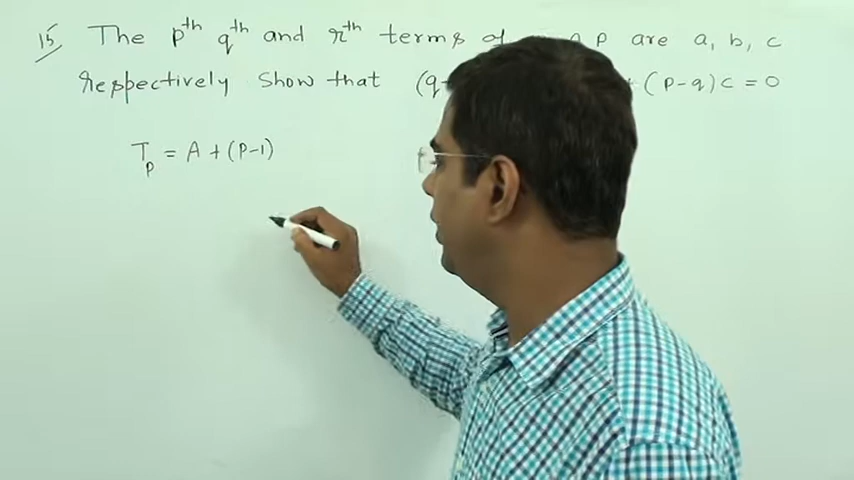 15 The pth qth and rth terms of A P are a, b, c
respectively show that (q- (p-q)c = 0
Tp = A + (P-1)